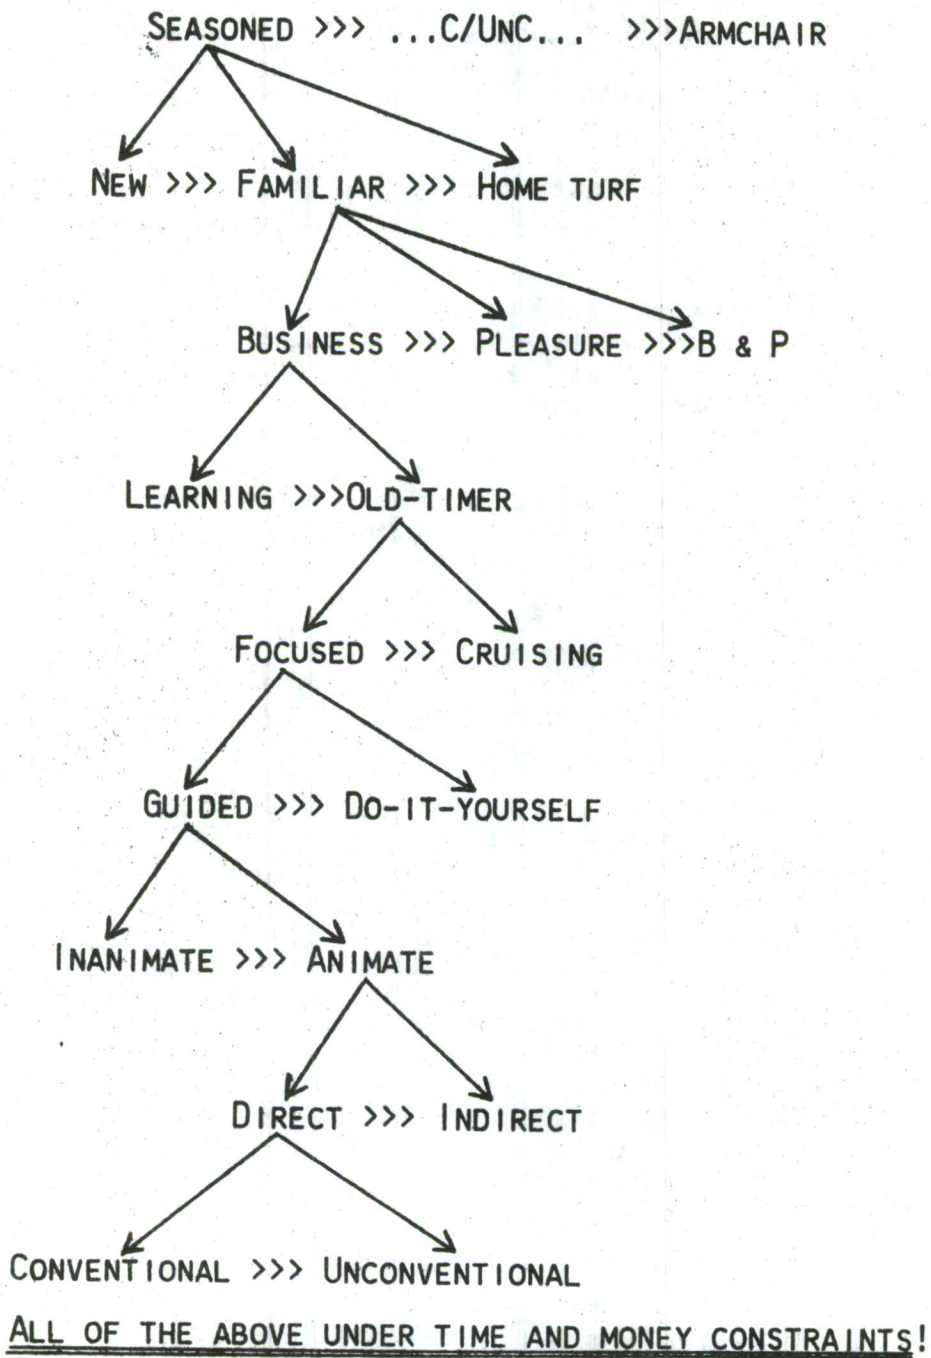 SEASONED >>> ...C/UNC... >>>ARMCHAIR
NEW >>> FAMILIAR >>> HOME TURF
BUSINESS >>> PLEASURE >>>B & P
LEARNING >>>OLD-TIMER
FOCUSED >>> CRUISING
GUIDED >>> DO-IT-YOURSELF
INANIMATE >>> ANIMATE
DIRECT >>> INDIRECT
CONVENTIONAL >>> UNCONVENTIONAL
ALL OF THE ABOVE UNDER TIME AND MONEY CONSTRAINTS!